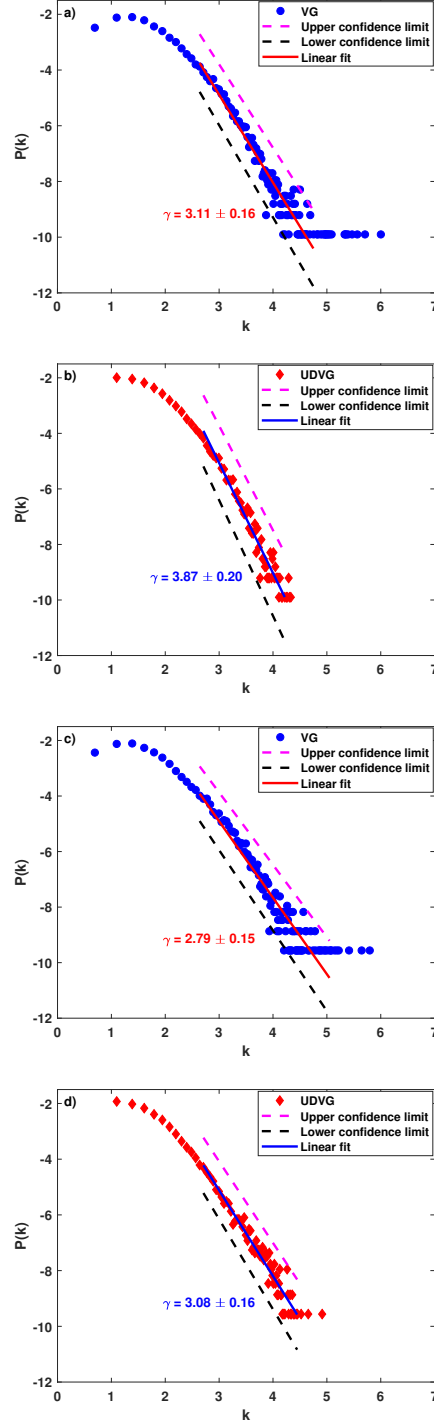 a)
VG
Upper confidence limit
Lower confidence limit
Linear fit
γ = 3.11 ± 0.16
P(k)
-2
-4
-6
-8
-10
-12
0 1 2 3 4 5 6 7
k
b)
UDVG
Upper confidence limit
Lower confidence limit
Linear fit
γ = 3.87 ± 0.20
P(k)
-2
-4
-6
-8
-10
-12
0 1 2 3 4 5 6 7
k
c)
VG
Upper confidence limit
Lower confidence limit
Linear fit
γ = 2.79 ± 0.15
P(k)
-2
-4
-6
-8
-10
-12
0 1 2 3 4 5 6 7
k
d)
UDVG
Upper confidence limit
Lower confidence limit
Linear fit
γ = 3.08 ± 0.16
P(k)
-2
-4
-6
-8
-10
-12
0 1 2 3 4 5 6 7
k